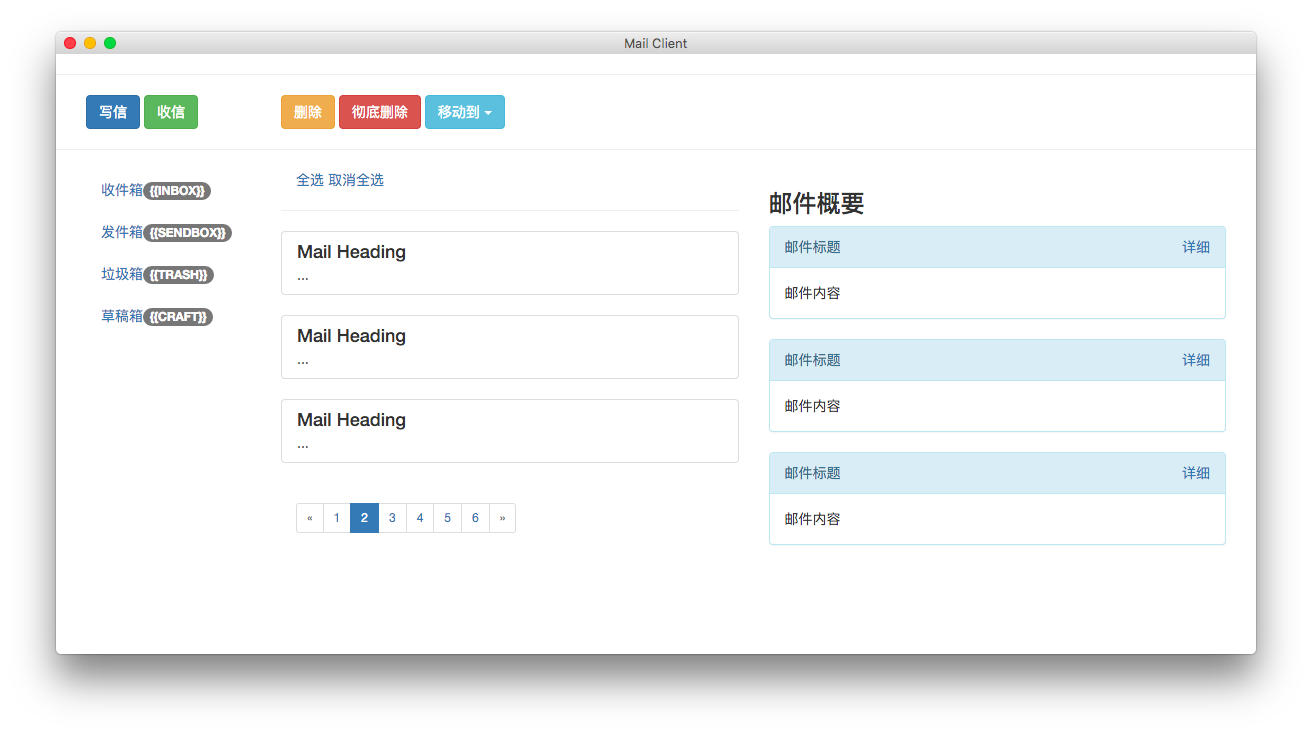 Mail Client
写信 收信 删除 彻底删除 移动到
收件箱 {{INBOX}}
发件箱 {{SENDBOX}}
垃圾箱 {{TRASH}}
草稿箱 {{CRAFT}}
全选 取消全选
Mail Heading
...
Mail Heading
...
Mail Heading
...
« 1 2 3 4 5 6 »
邮件概要
邮件标题 详细
邮件内容
邮件标题 详细
邮件内容
邮件标题 详细
邮件内容